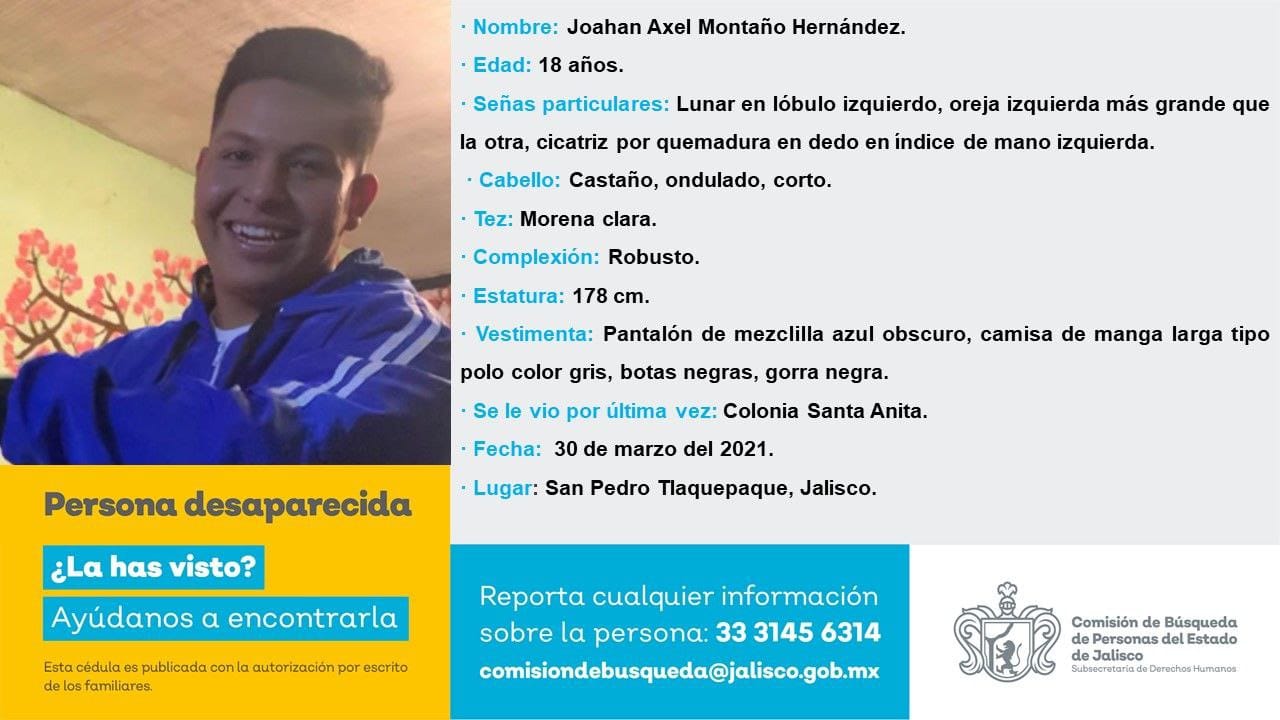 · Nombre: Joahan Axel Montaño Hernández.
· Edad: 18 años.
· Señas particulares: Lunar en lóbulo izquierdo, oreja izquierda más grande que
la otra, cicatriz por quemadura en dedo en índice de mano izquierda.
· Cabello: Castaño, ondulado, corto.
· Tez: Morena clara.
· Complexión: Robusto.
· Estatura: 178 cm.
· Vestimenta: Pantalón de mezclilla azul obscuro, camisa de manga larga tipo
polo color gris, botas negras, gorra negra.
· Se le vio por última vez: Colonia Santa Anita.
· Fecha: 30 de marzo del 2021.
· Lugar: San Pedro Tlaquepaque, Jalisco.
Persona desaparecida
¿La has visto?
Ayúdanos a encontrarla
Esta cédula es publicada con la autorización por escrito
de los familiares.
Reporta cualquier información
sobre la persona: 33 3145 6314
comisiondebusqueda@jalisco.gob.mx
Comisión de Búsqueda
de Personas del Estado
de Jalisco
Subsecretaría de Derechos Humanos